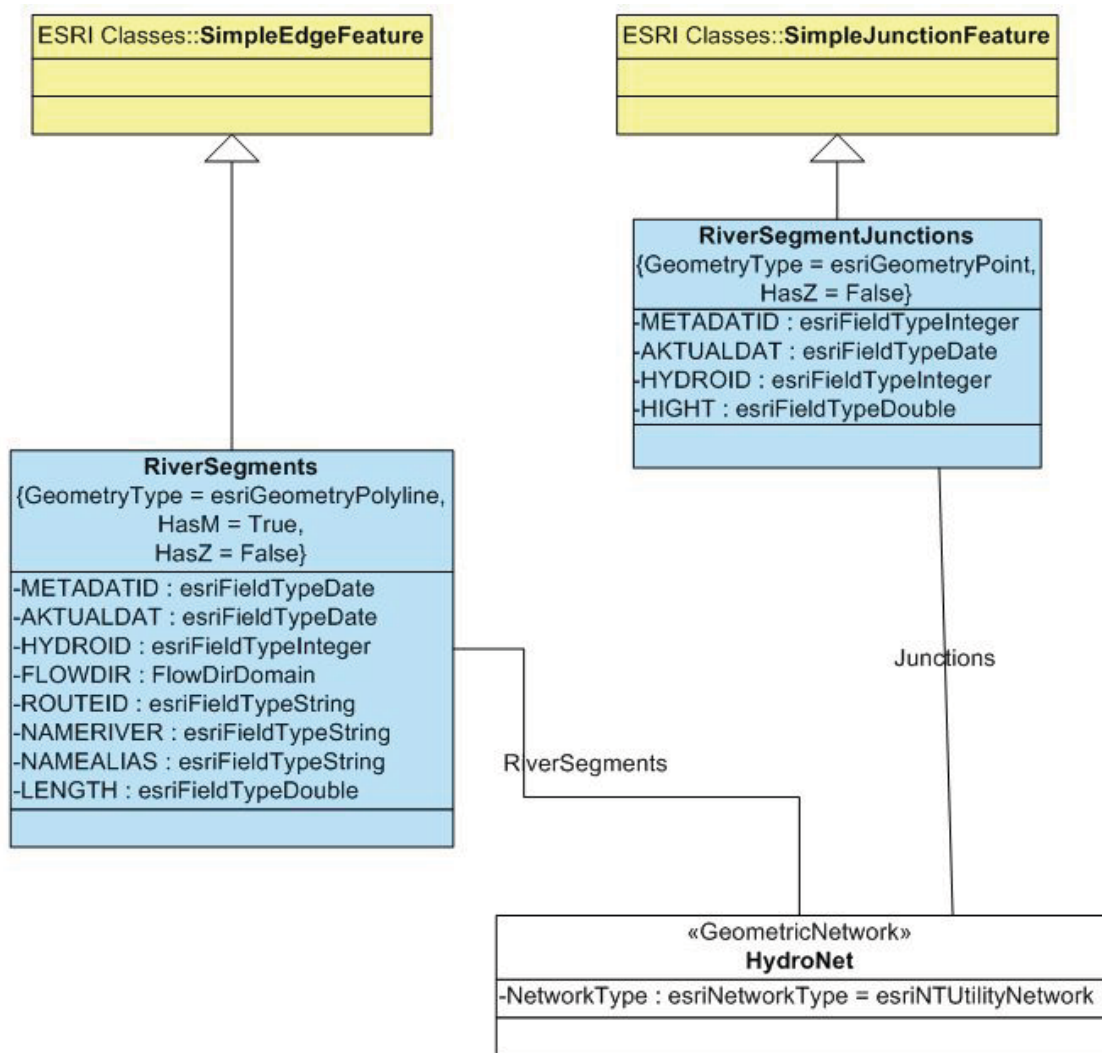 ESRI Classes::SimpleEdgeFeature
ESRI Classes::SimpleJunctionFeature
RiverSegmentJunctions
{GeometryType = esriGeometryPoint,
HasZ = False}
-METADATID : esriFieldTypeInteger
-AKTUALDAT : esriFieldTypeDate
-HYDROID : esriFieldTypeInteger
-HIGHT : esriFieldTypeDouble
RiverSegments
{GeometryType = esriGeometryPolyline,
HasM = True,
HasZ = False}
-METADATID : esriFieldTypeDate
-AKTUALDAT : esriFieldTypeDate
-HYDROID : esriFieldTypeInteger
-FLOWDIR : FlowDirDomain
-ROUTEID : esriFieldTypeString
-NAMERIVER : esriFieldTypeString
-NAMEALIAS : esriFieldTypeString
-LENGTH : esriFieldTypeDouble
Junctions
RiverSegments
«GeometricNetwork»
HydroNet
-NetworkType : esriNetworkType = esriNTUtilityNetwork